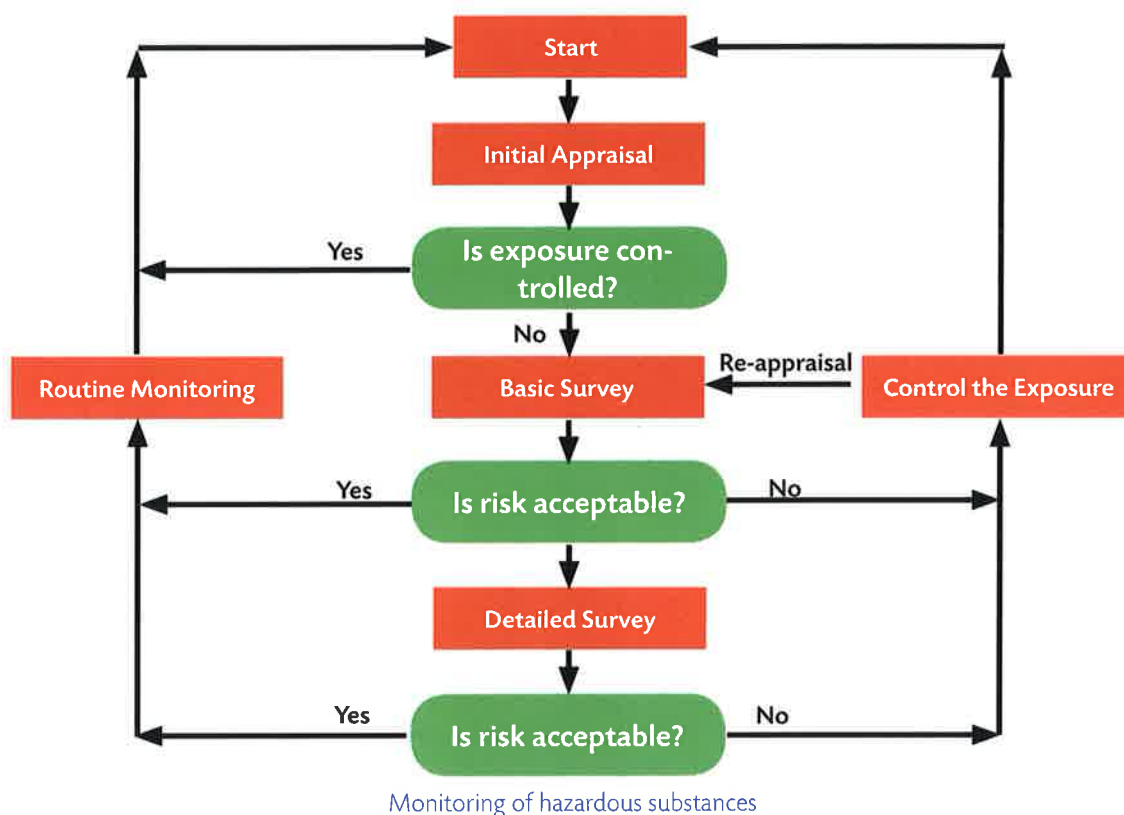 Start
Initial Appraisal
Yes
Is exposure con-
trolled?
No
Routine Monitoring
Basic Survey
Re-appraisal
Control the Exposure
Yes
Is risk acceptable?
No
Detailed Survey
Yes
Is risk acceptable?
No
Monitoring of hazardous substances